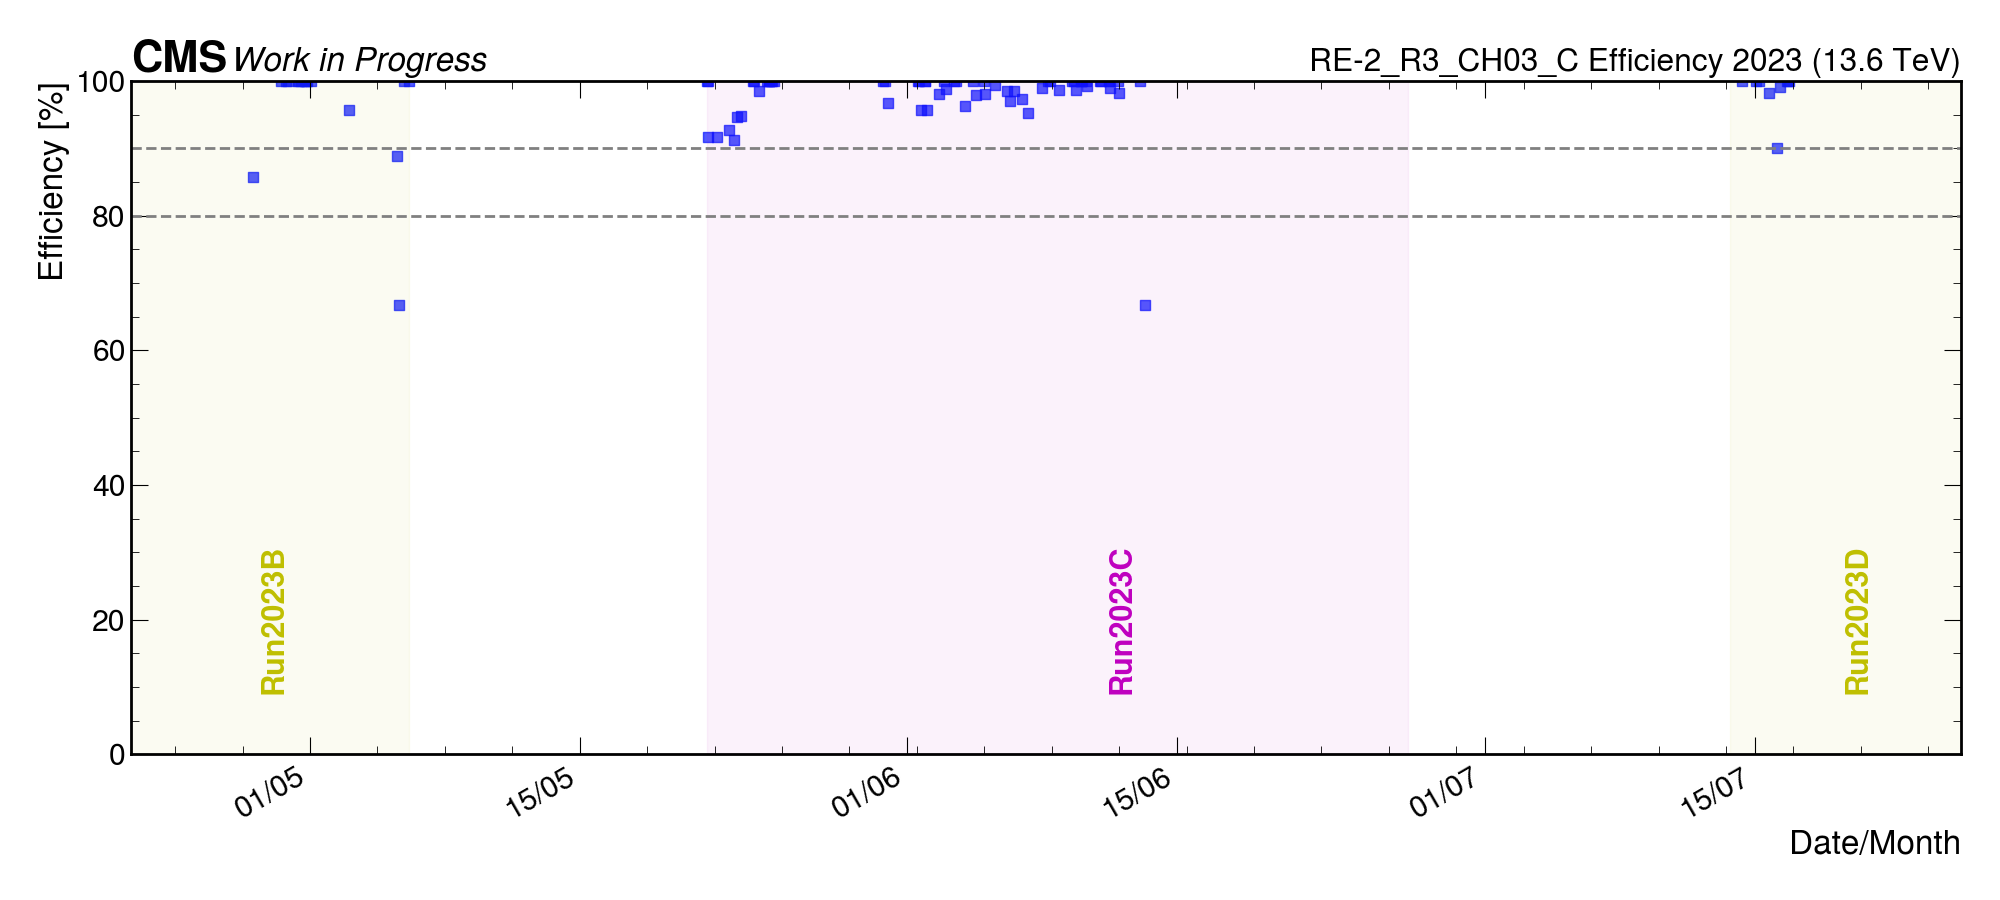 CMS Work in Progress
RE-2_R3_CH03_C Efficiency 2023 (13.6 TeV)
Efficiency [%]
100
80
60
40
20
0
Run2023B
Run2023C
Run2023D
01/05
15/05
01/06
15/06
01/07
15/07
Date/Month